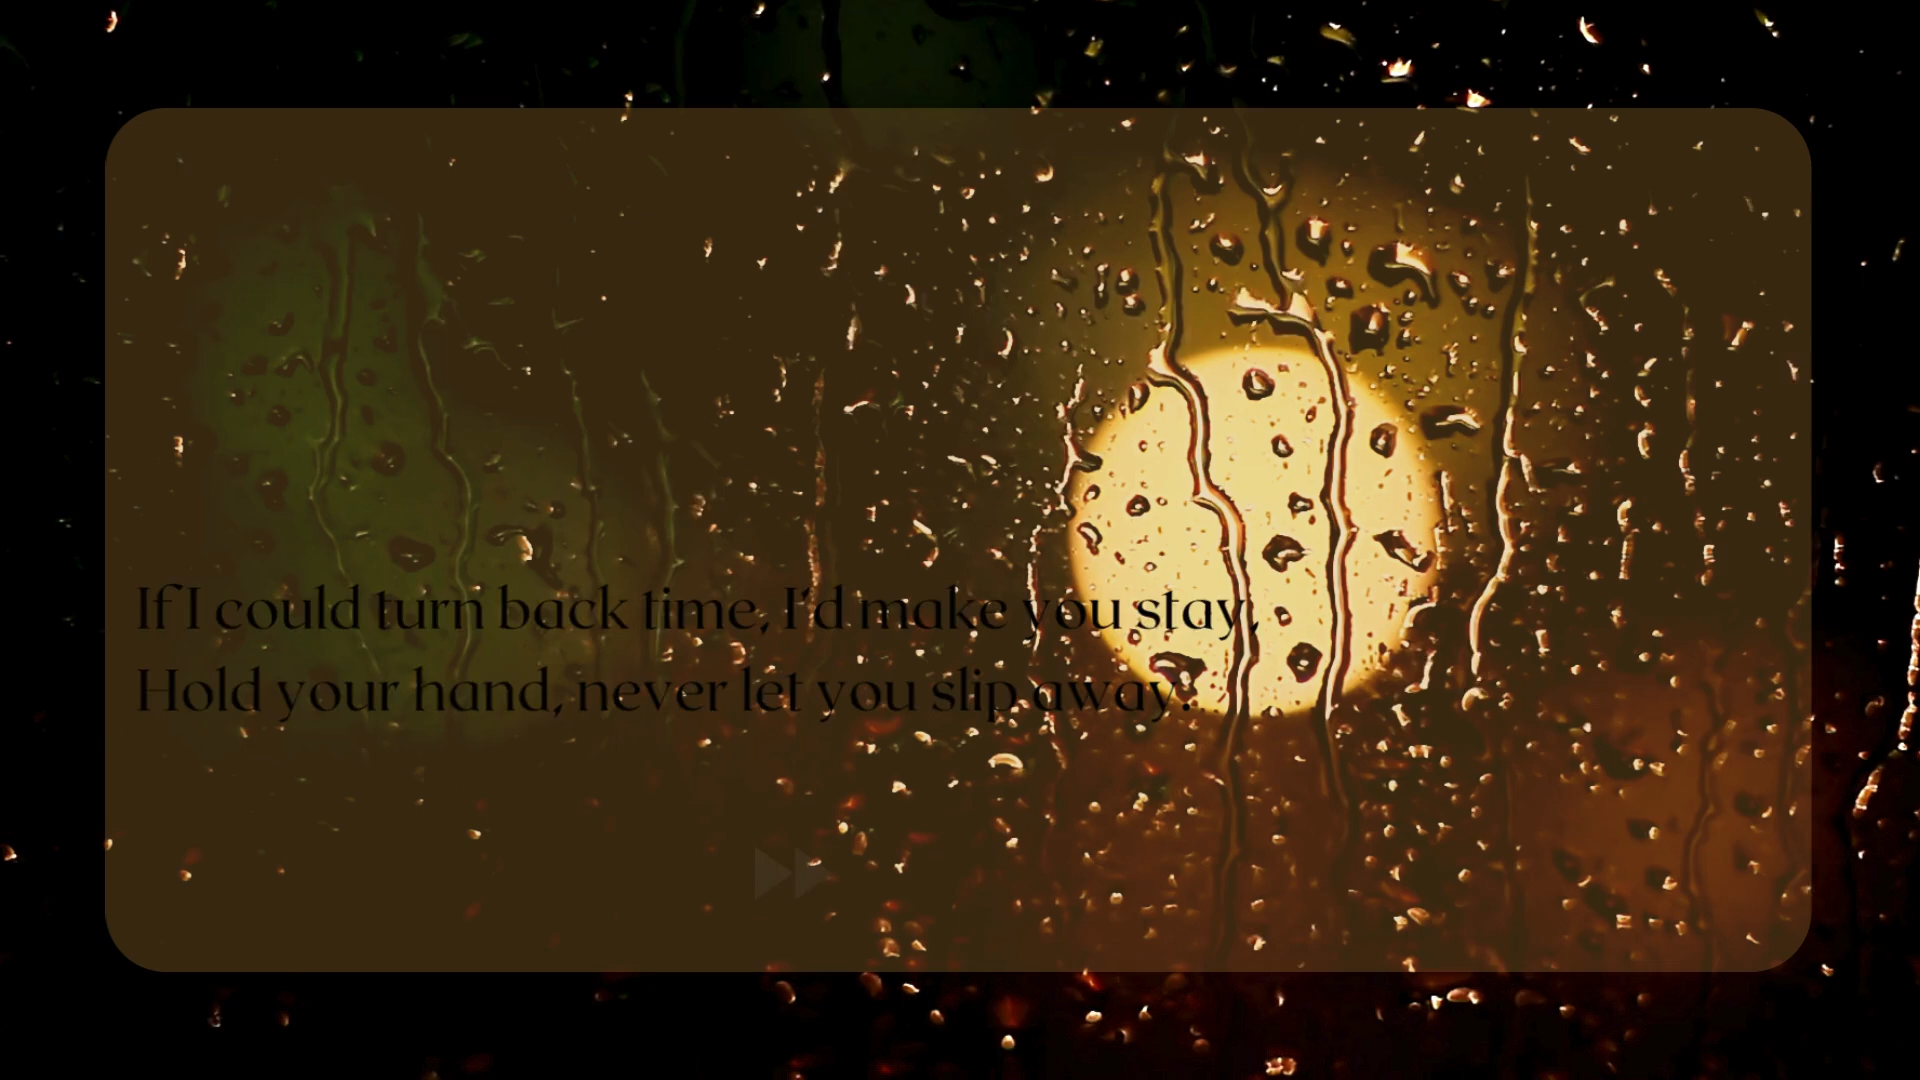 If I could turn back time, I'd make you stay,
Hold your hand, never let you slip away.